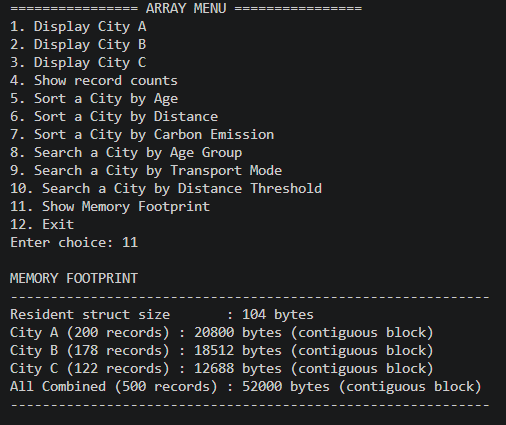 ================ ARRAY MENU ================
1. Display City A
2. Display City B
3. Display City C
4. Show record counts
5. Sort a City by Age
6. Sort a City by Distance
7. Sort a City by Carbon Emission
8. Search a City by Age Group
9. Search a City by Transport Mode
10. Search a City by Distance Threshold
11. Show Memory Footprint
12. Exit
Enter choice: 11

MEMORY FOOTPRINT
------------------------------------------------------------
Resident struct size       : 104 bytes
City A (200 records) : 20800 bytes (contiguous block)
City B (178 records) : 18512 bytes (contiguous block)
City C (122 records) : 12688 bytes (contiguous block)
All Combined (500 records) : 52000 bytes (contiguous block)
------------------------------------------------------------